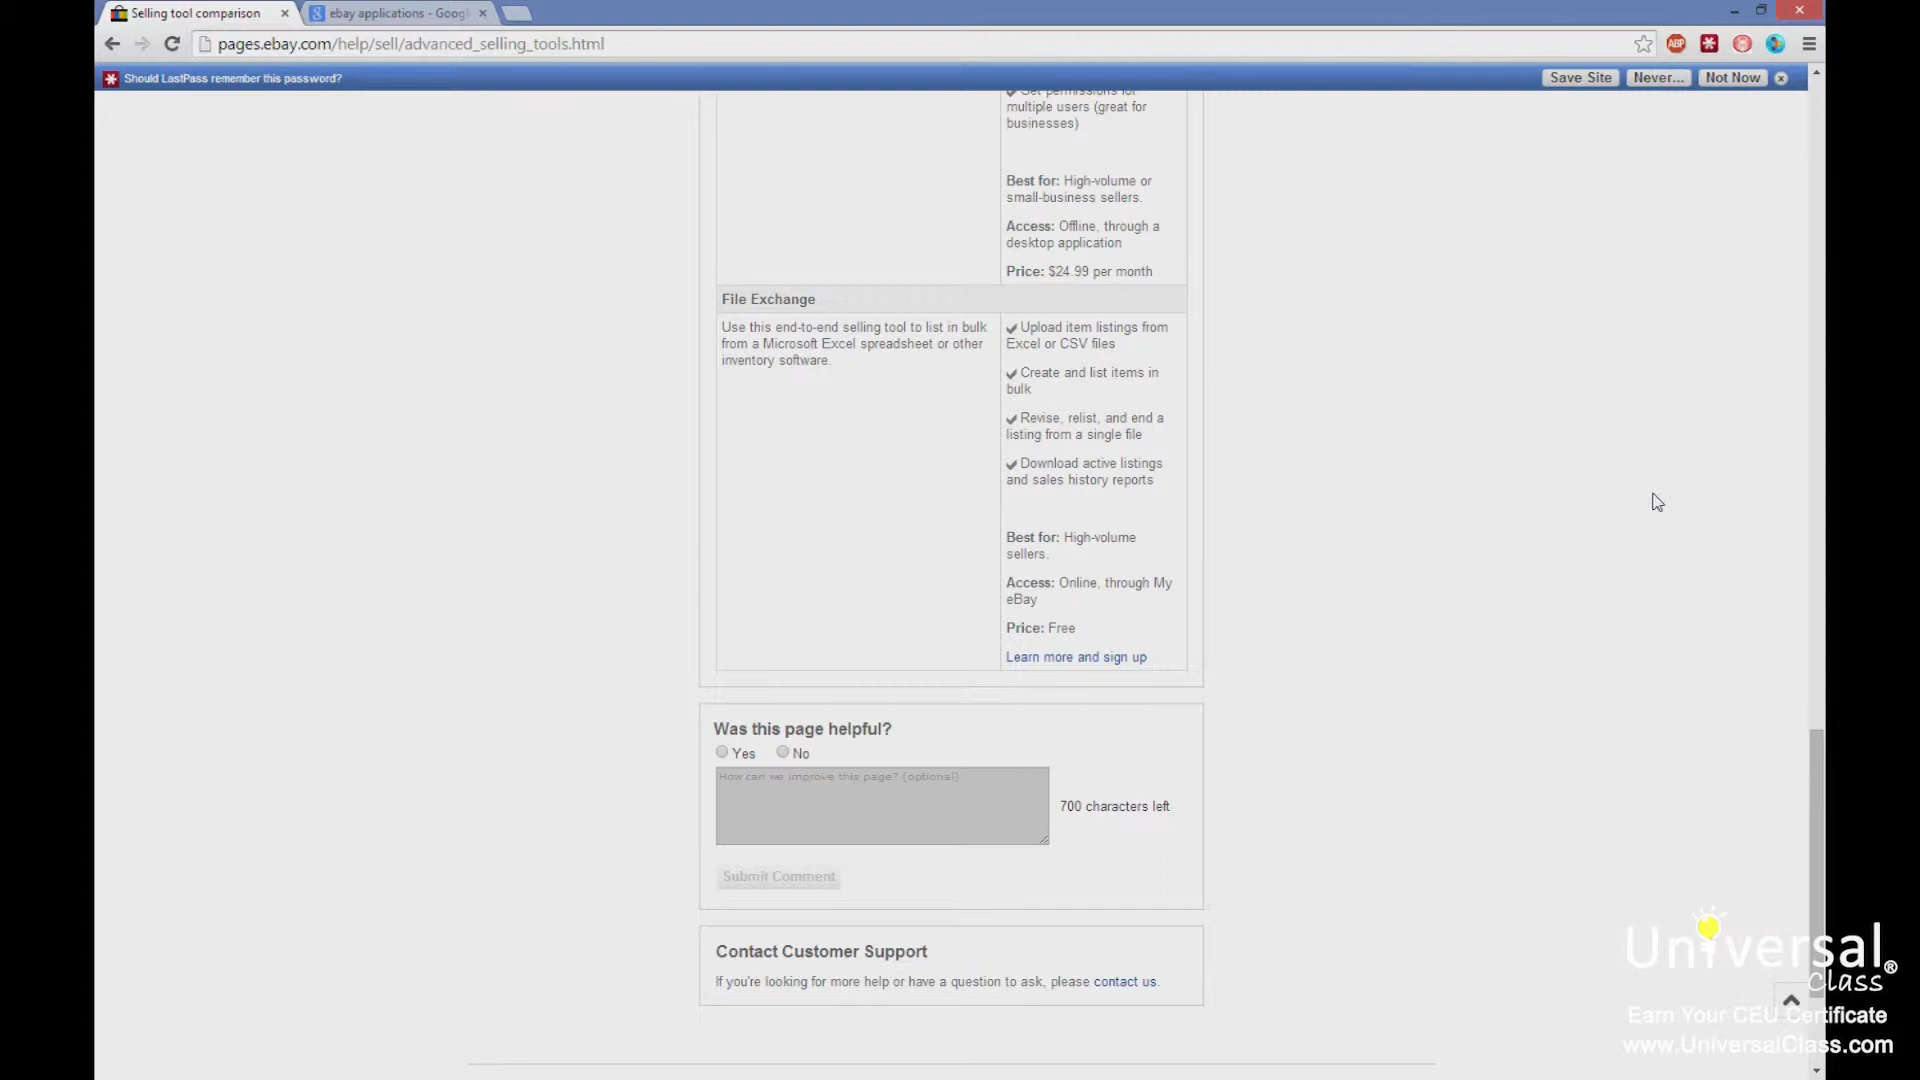 Selling tool comparison
ebay applications - Googl
pages.ebay.com/help/sell/advanced_selling_tools.html
ABP
Should LastPass remember this password?
Save Site
Never...
Not Now
Set permissions for
multiple users (great for
businesses)
Best for: High-volume or
small-business sellers.
Access: Offline, through a
desktop application
Price: $24.99 per month
File Exchange
Use this end-to-end selling tool to list in bulk
from a Microsoft Excel spreadsheet or other
inventory software.
Upload item listings from
Excel or CSV files
Create and list items in
bulk
Revise, relist, and end a
listing from a single file
Download active listings
and sales history reports
Best for: High-volume
sellers.
Access: Online, through My
eBay
Price: Free
Learn more and sign up
Was this page helpful?
Yes
No
How can we improve this page? (optional)
700 characters left
Submit Comment
Contact Customer Support
If you're looking for more help or have a question to ask, please contact us.
Universal
Class®
Earn Your CEU Certificate
www.UniversalClass.com